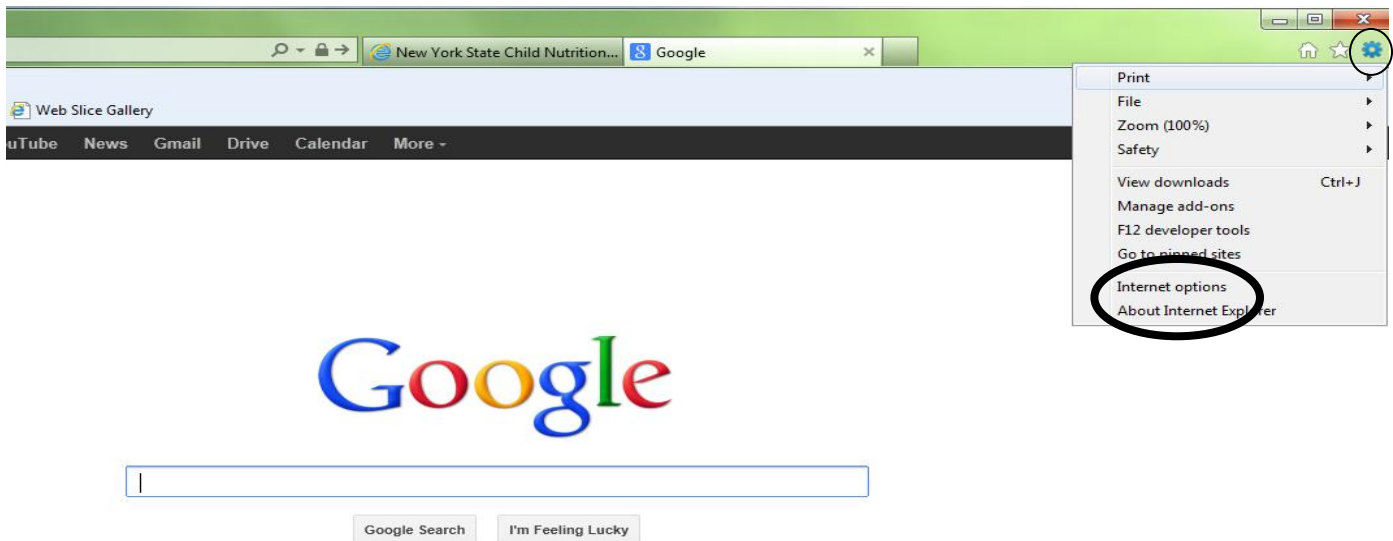 New York State Child Nutrition... Google
Web Slice Gallery
uTube News Gmail Drive Calendar More
Print
File
Zoom (100%)
Safety
View downloads Ctrl+J
Manage add-ons
F12 developer tools
Go to pinned sites
Internet options
About Internet Explorer
Google
Google Search I'm Feeling Lucky